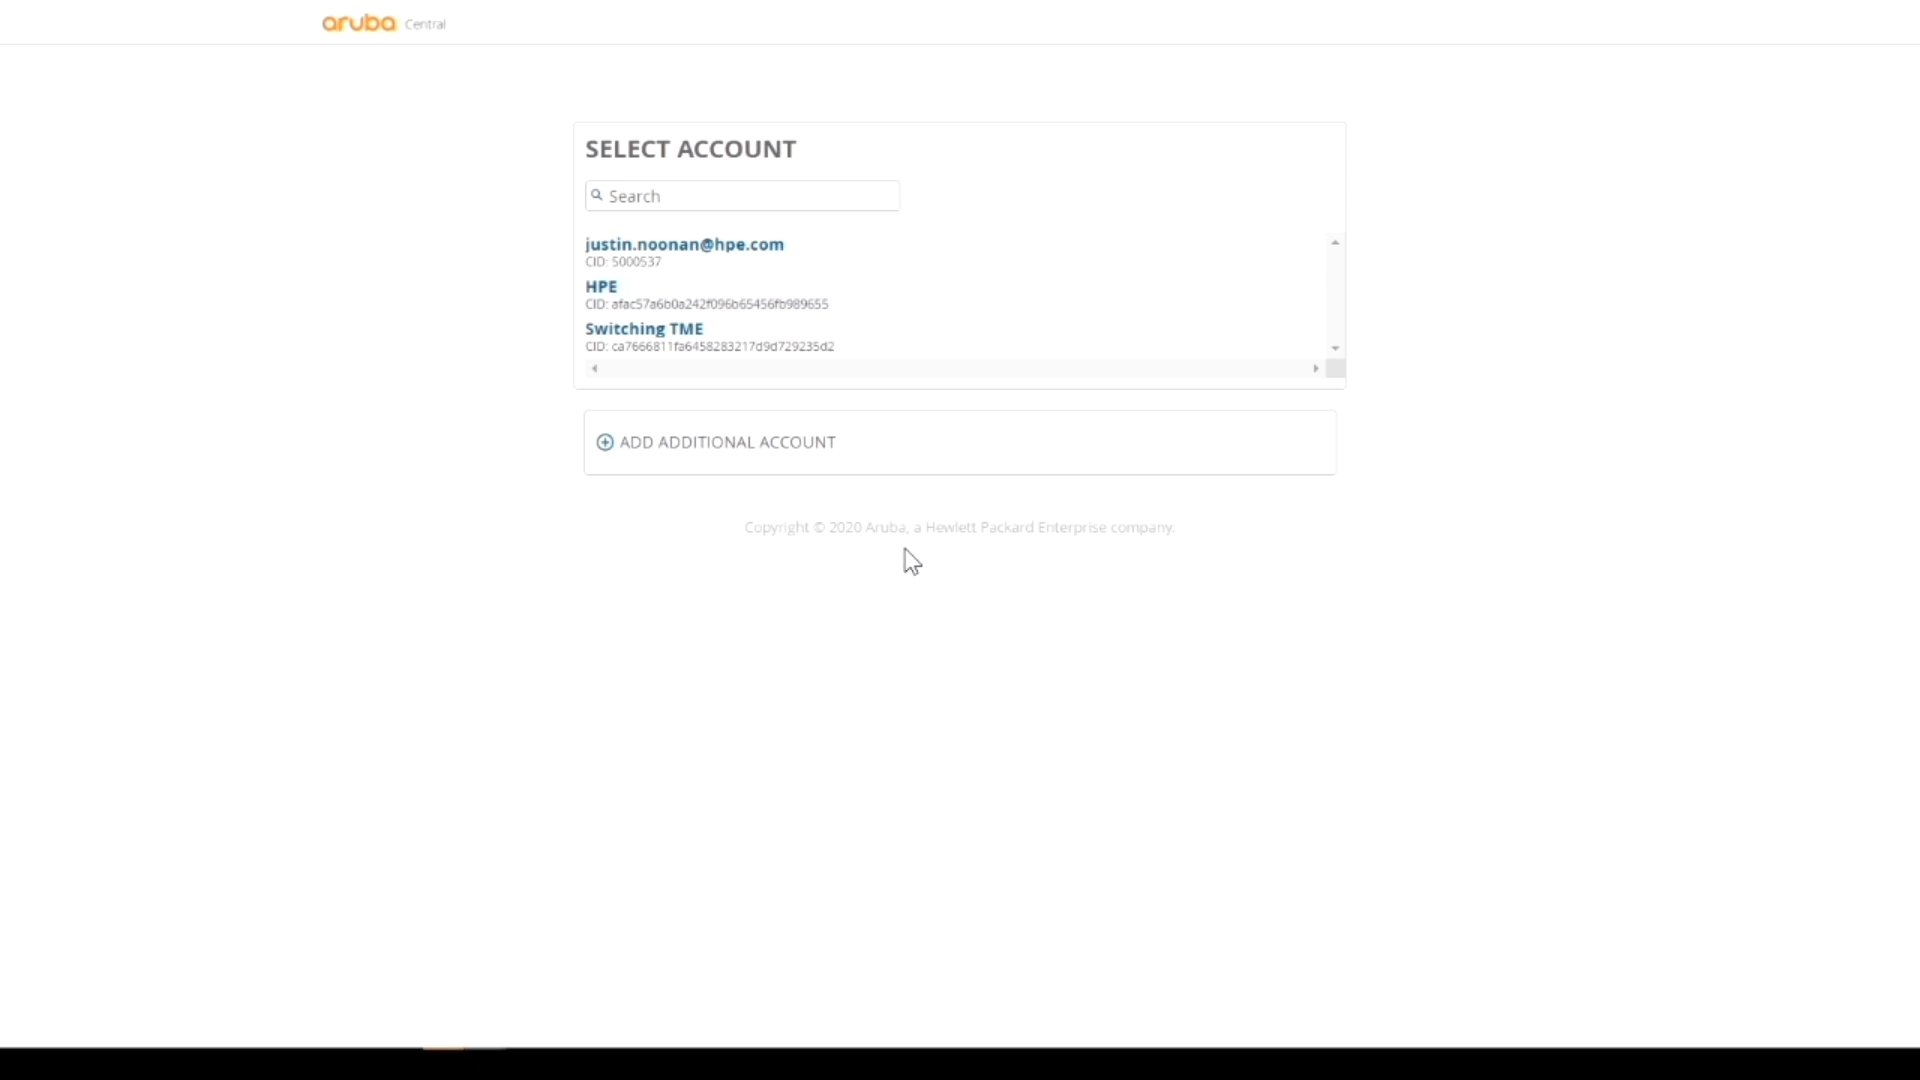 aruba Central
SELECT ACCOUNT
Search
justin.noonan@hpe.com
CID: 5000537
HPE
CID: afac57a6b0a242f096b65456fb989655
Switching TME
CID: ca7666811fa6458283217d9d729235d2
ADD ADDITIONAL ACCOUNT
Copyright © 2020 Aruba, a Hewlett Packard Enterprise company.